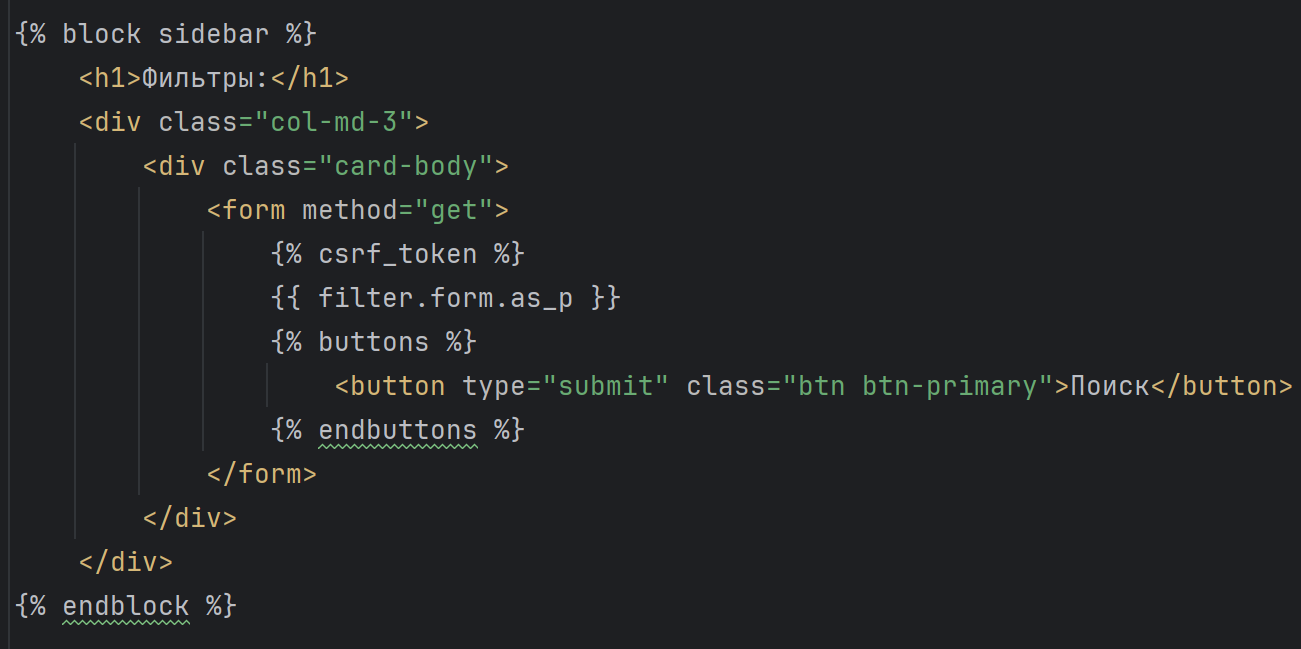 {% block sidebar %}
<h1>Фильтры:</h1>
<div class="col-md-3">
<div class="card-body">
<form method="get">
{% csrf_token %}
{{ filter.form.as_p }}
{% buttons %}
<button type="submit" class="btn btn-primary">Поиск</button>
{% endbuttons %}
</form>
</div>
</div>
{% endblock %}